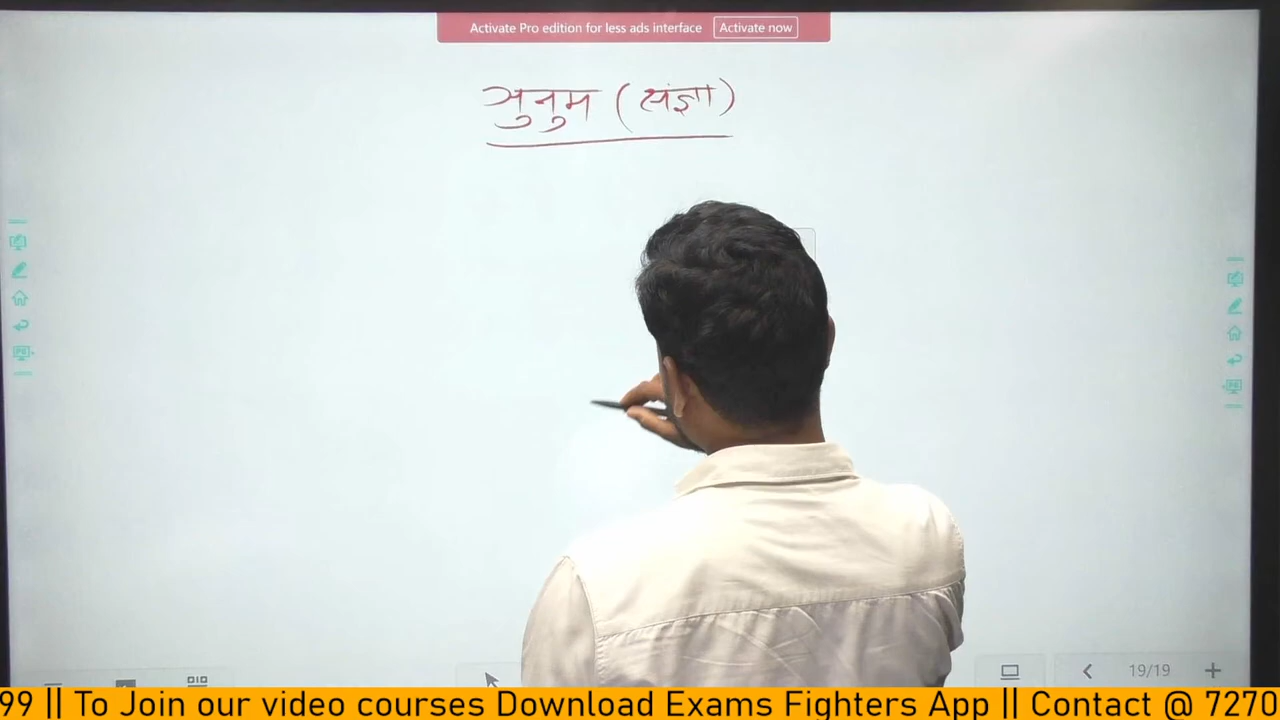 Activate Pro edition for less ads interface Activate now
ञुनुम (संज्ञा)
19/19
99 || To Join our video courses Download Exams Fighters App || Contact @ 7270